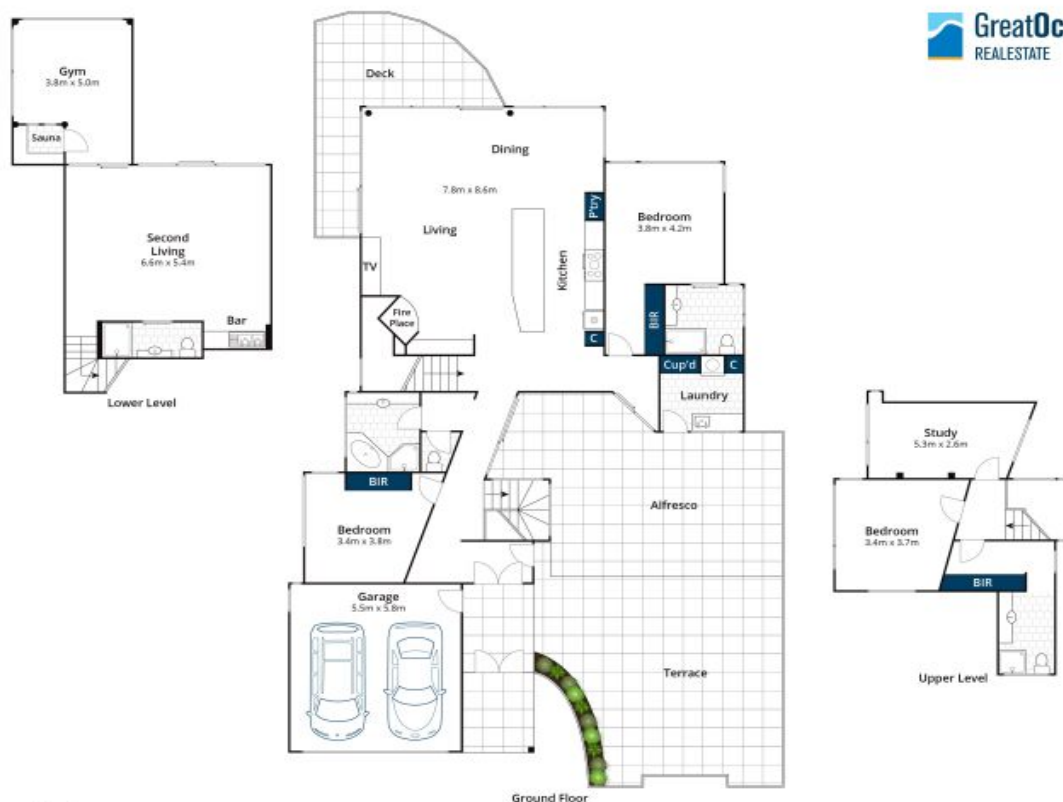 GreatOc
REALESTATE
Gym
3.8m x 5.0m
Sauna
Second
Living
6.6m x 5.4m
Bar
Lower Level
Deck
Dining
7.8m x 8.6m
Living
TV
Fire
Place
Kitchen
P'try
C
Bedroom
3.8m x 4.2m
BIR
Cup'd
C
Laundry
BIR
Bedroom
3.4m x 3.8m
Alfresco
Garage
5.5m x 5.8m
Terrace
Ground Floor
Study
5.3m x 2.6m
Bedroom
3.4m x 3.7m
BIR
Upper Level